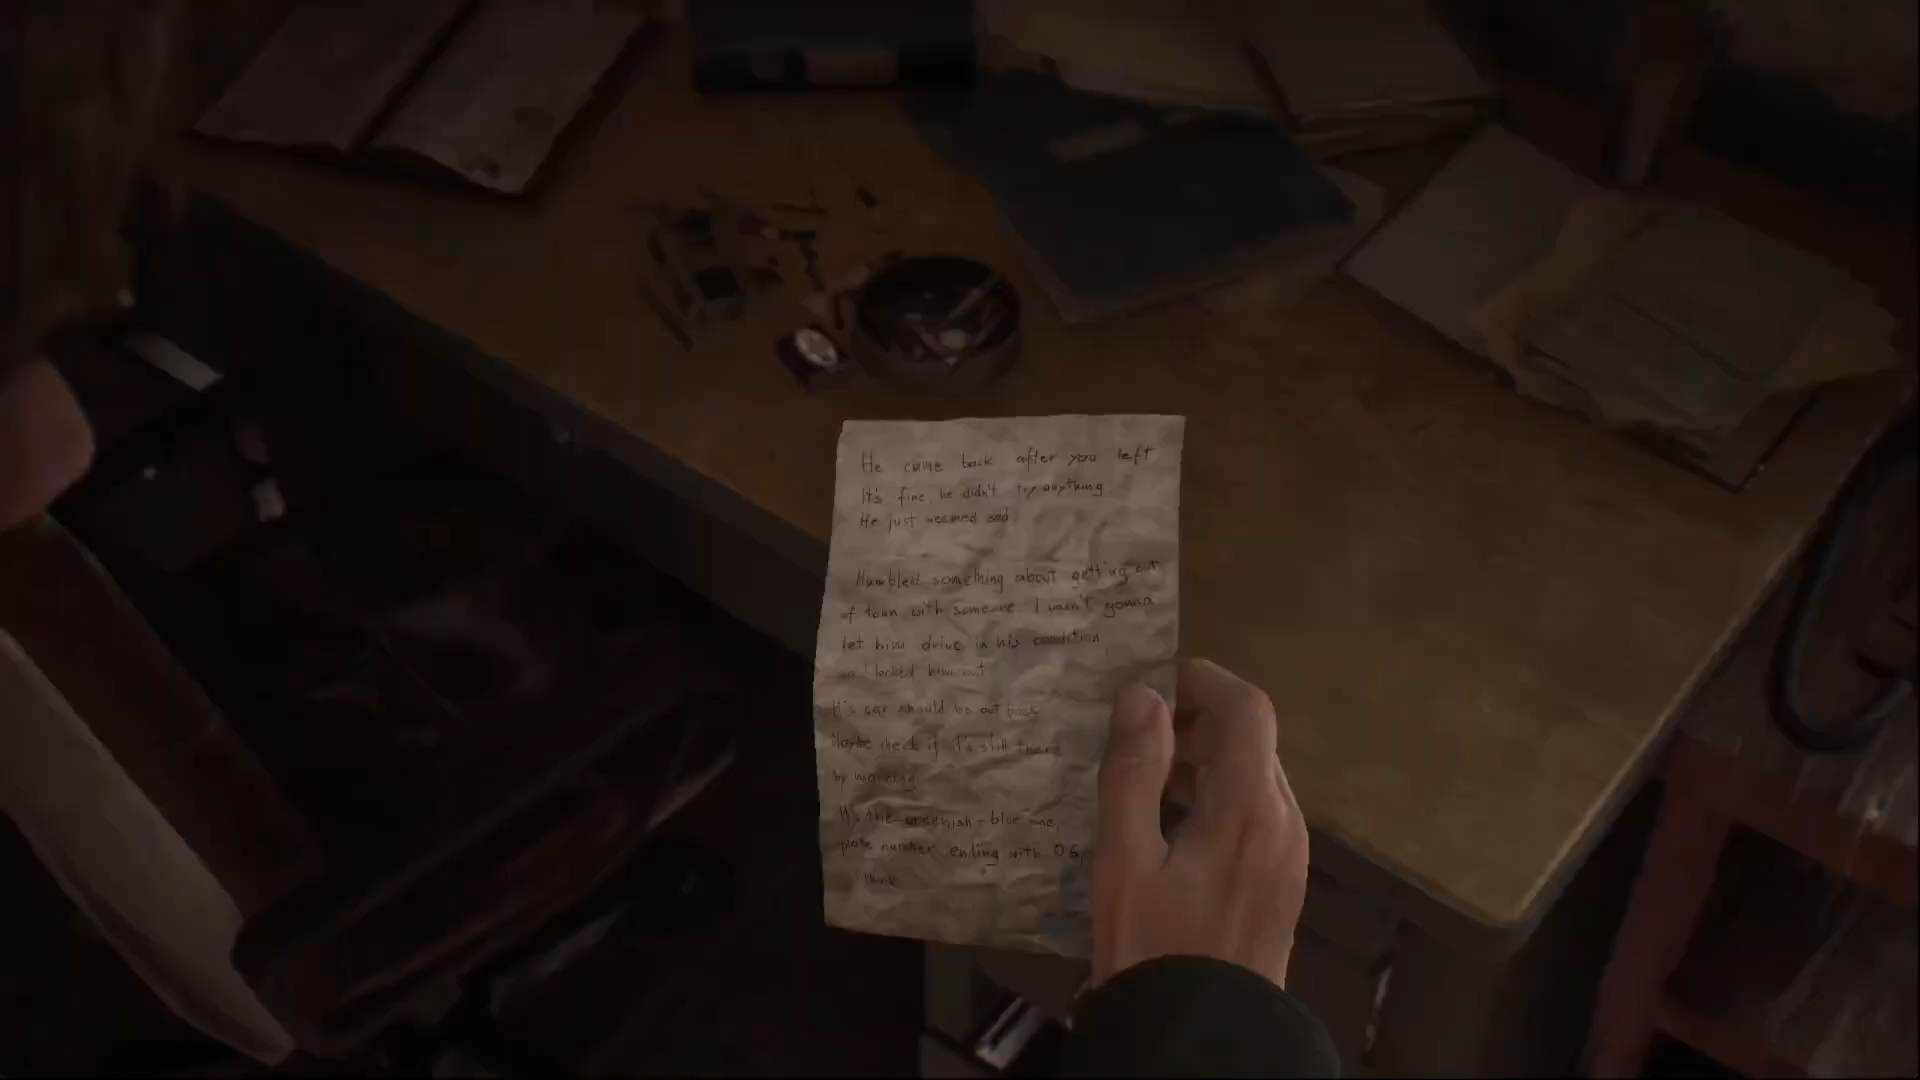 He came back after you left
It's fine, he didn't try anything
He just seemed sad
Mumbled something about getting out
of town with someone. I wasn't gonna
let him drive in his condition,
so I locked him out
His car should be out back
Maybe check if it's still there
by morning
It's the greenish-blue one,
plate number ending with 06,
I think